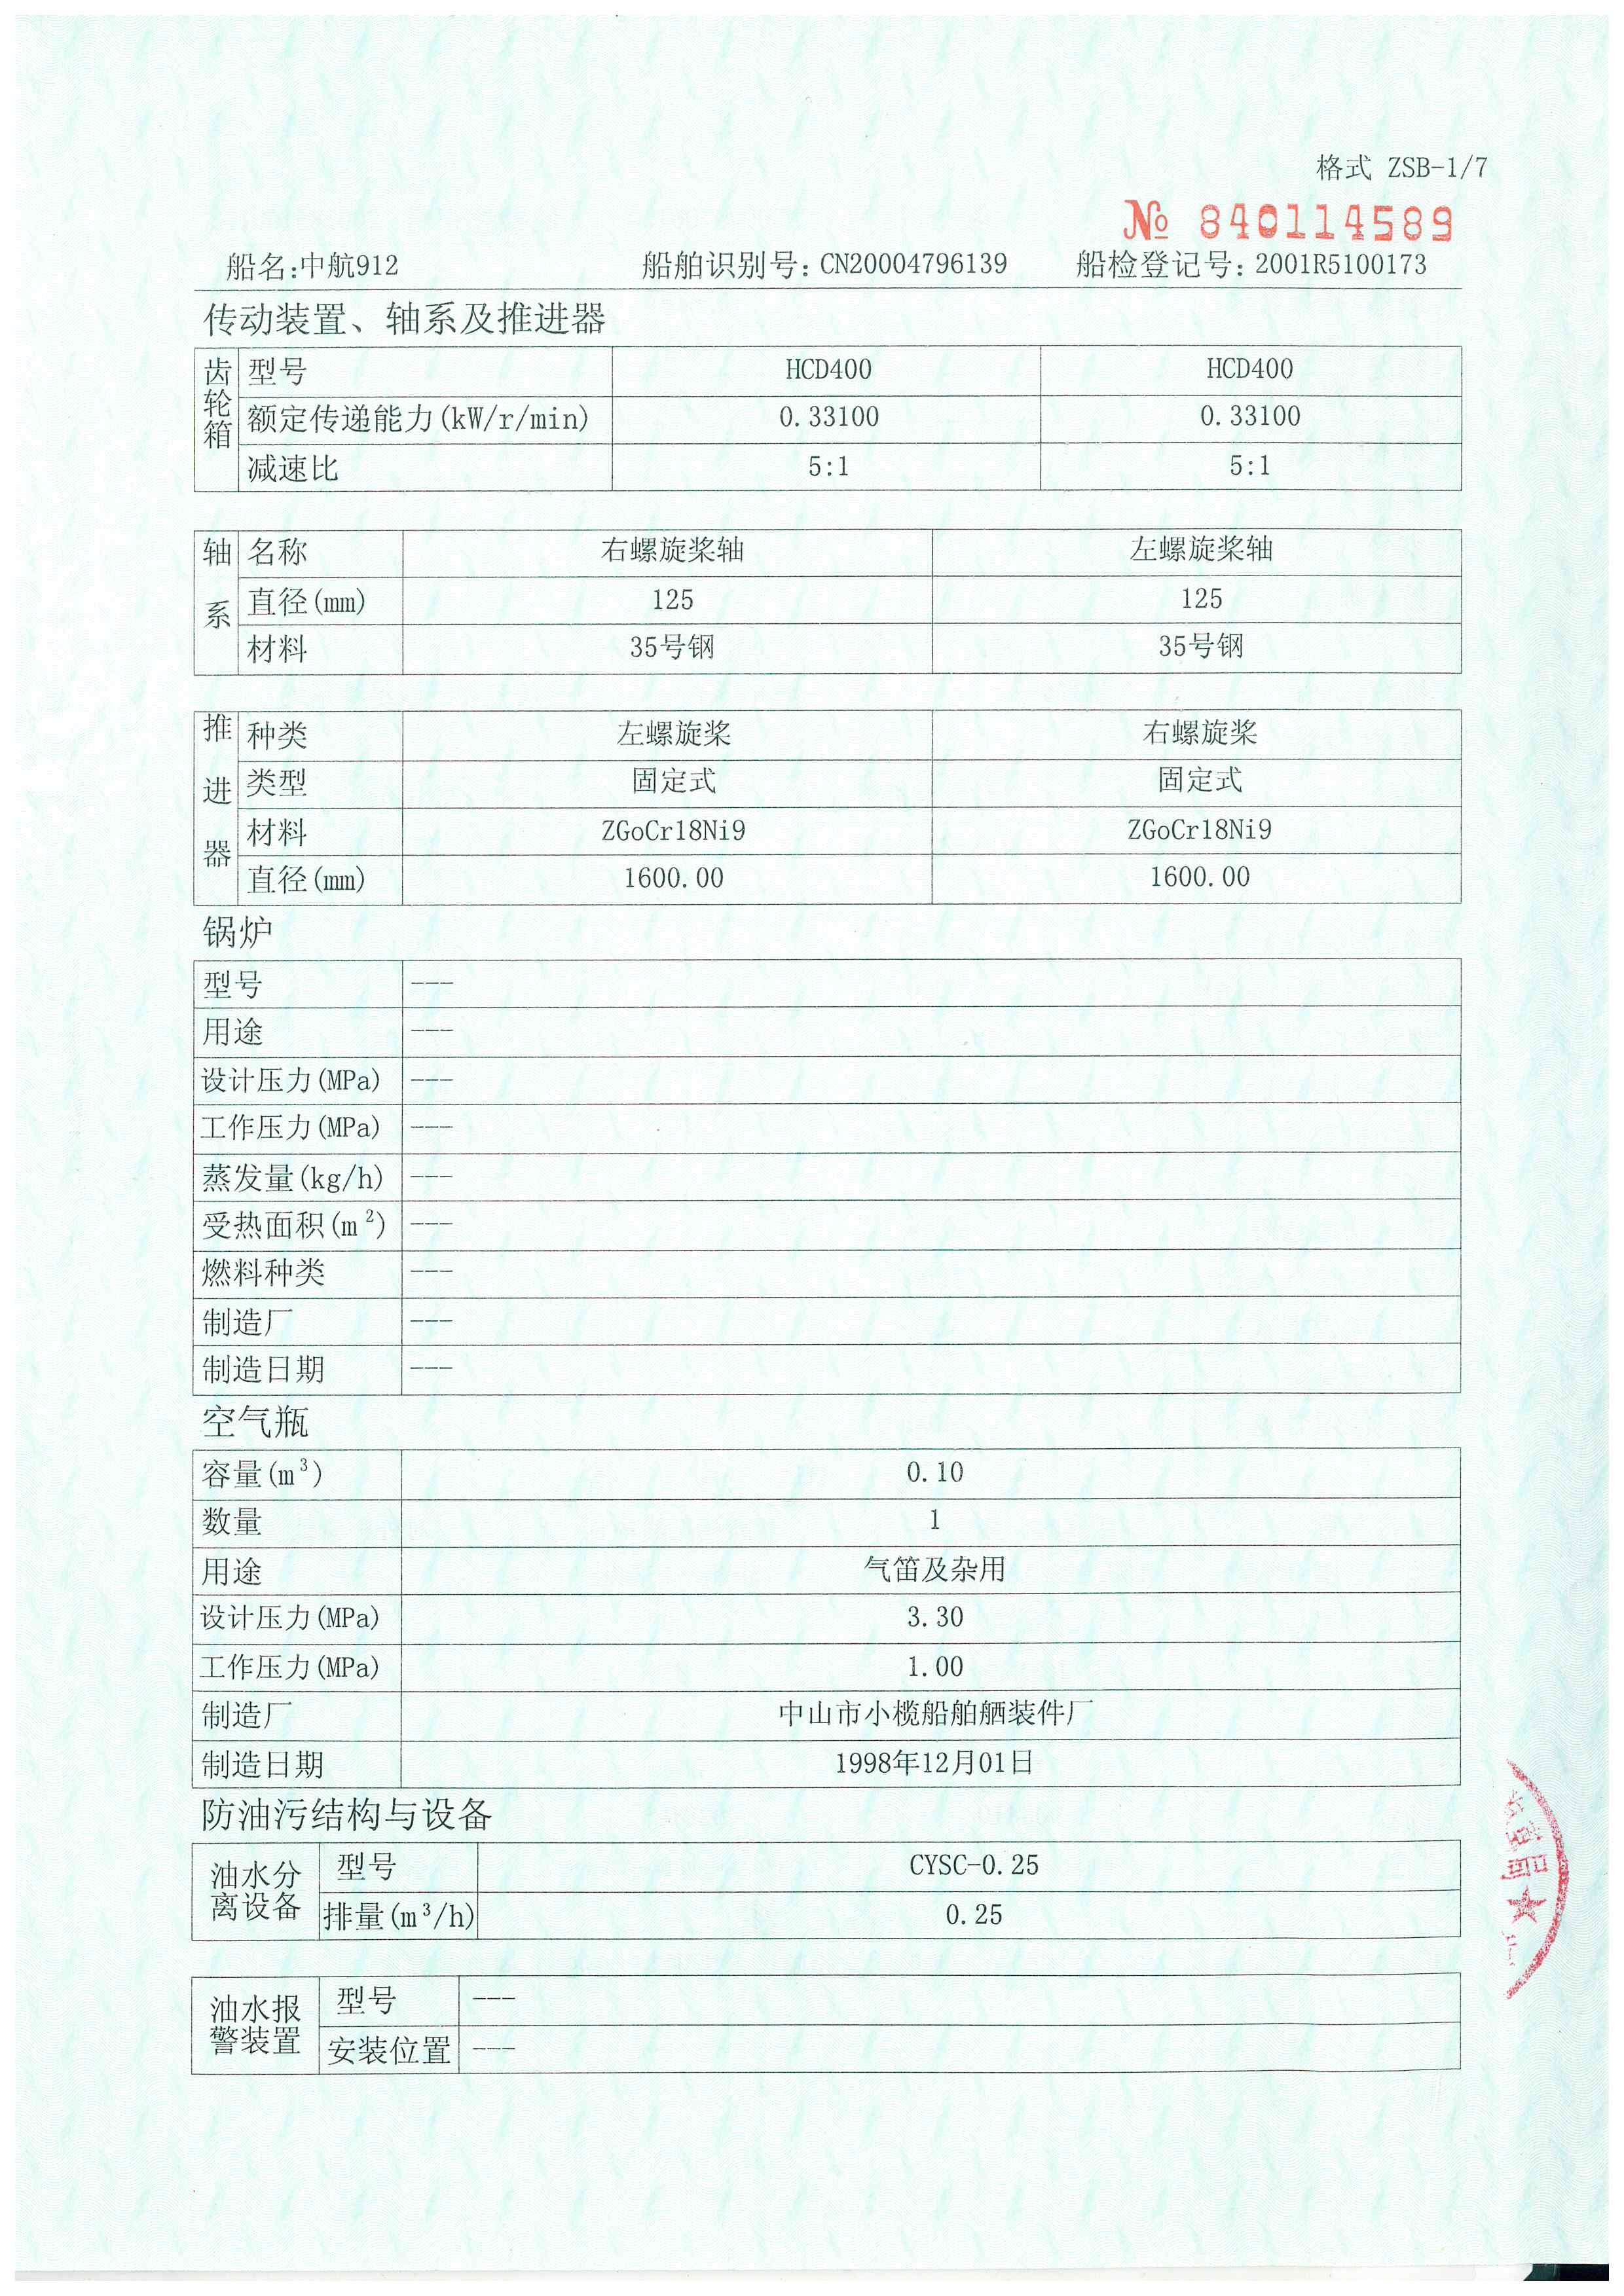 格式 ZSB-1/7
№ 840114589
船名:中航912 船舶识别号: CN20004796139 船检登记号: 2001R5100173
传动装置、轴系及推进器
齿轮箱
型号 HCD400 HCD400
额定传递能力(kW/r/min) 0.33100 0.33100
减速比 5:1 5:1
轴系
名称 右螺旋桨轴 左螺旋桨轴
直径(mm) 125 125
材料 35号钢 35号钢
推进器
种类 左螺旋桨 右螺旋桨
类型 固定式 固定式
材料 ZGoCr18Ni9 ZGoCr18Ni9
直径(mm) 1600.00 1600.00
锅炉
型号 ---
用途 ---
设计压力(MPa) ---
工作压力(MPa) ---
蒸发量(kg/h) ---
受热面积(m²) ---
燃料种类 ---
制造厂 ---
制造日期 ---
空气瓶
容量(m³) 0.10
数量 1
用途 气笛及杂用
设计压力(MPa) 3.30
工作压力(MPa) 1.00
制造厂 中山市小榄船舶舾装件厂
制造日期 1998年12月01日
防油污结构与设备
油水分离设备
型号 CYSC-0.25
排量(m³/h) 0.25
油水报警装置
型号 ---
安装位置 ---